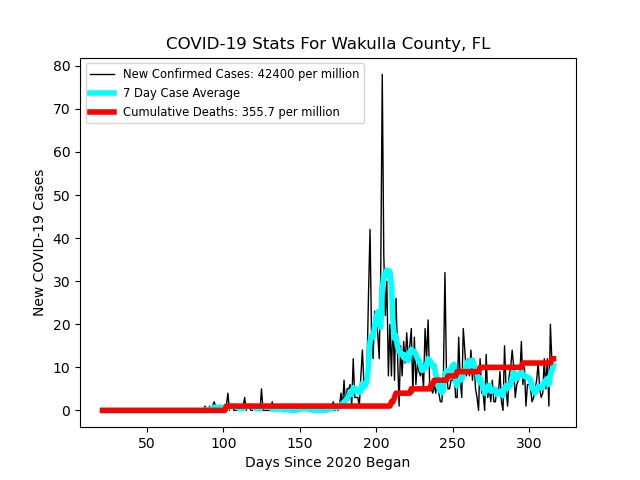 COVID-19 Stats For Wakulla County, FL
New Confirmed Cases: 42400 per million
7 Day Case Average
Cumulative Deaths: 355.7 per million
New COVID-19 Cases
80
70
60
50
40
30
20
10
0
50 100 150 200 250 300
Days Since 2020 Began